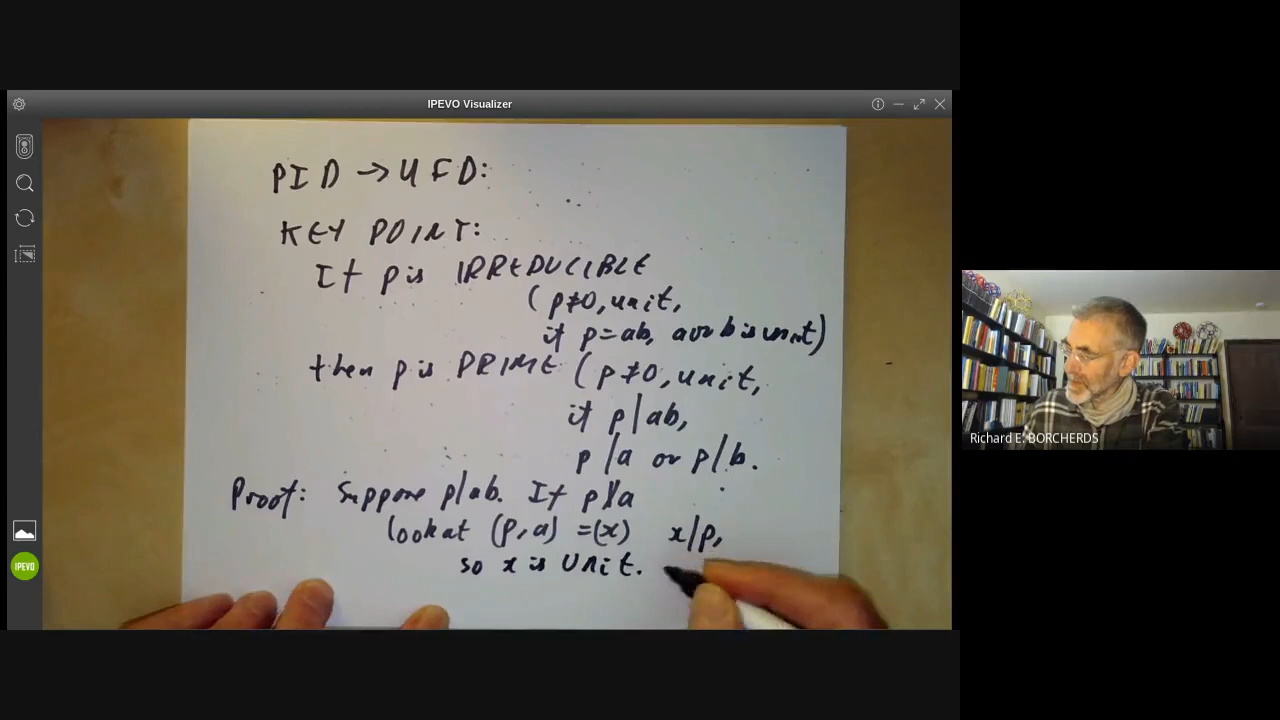 IPEVO Visualizer
PID → UFD:
KEY POINT:
If p is IRREDUCIBLE
(p≠0, unit,
if p=ab, a or b is unit)
then p is PRIME (p≠0, unit,
if p|ab,
p|a or p|b.
Proof: Suppose p|ab. If p∤a
look at (p,a) =(x) x|p,
so x is unit.
IPEVO
Richard E. BORCHERDS